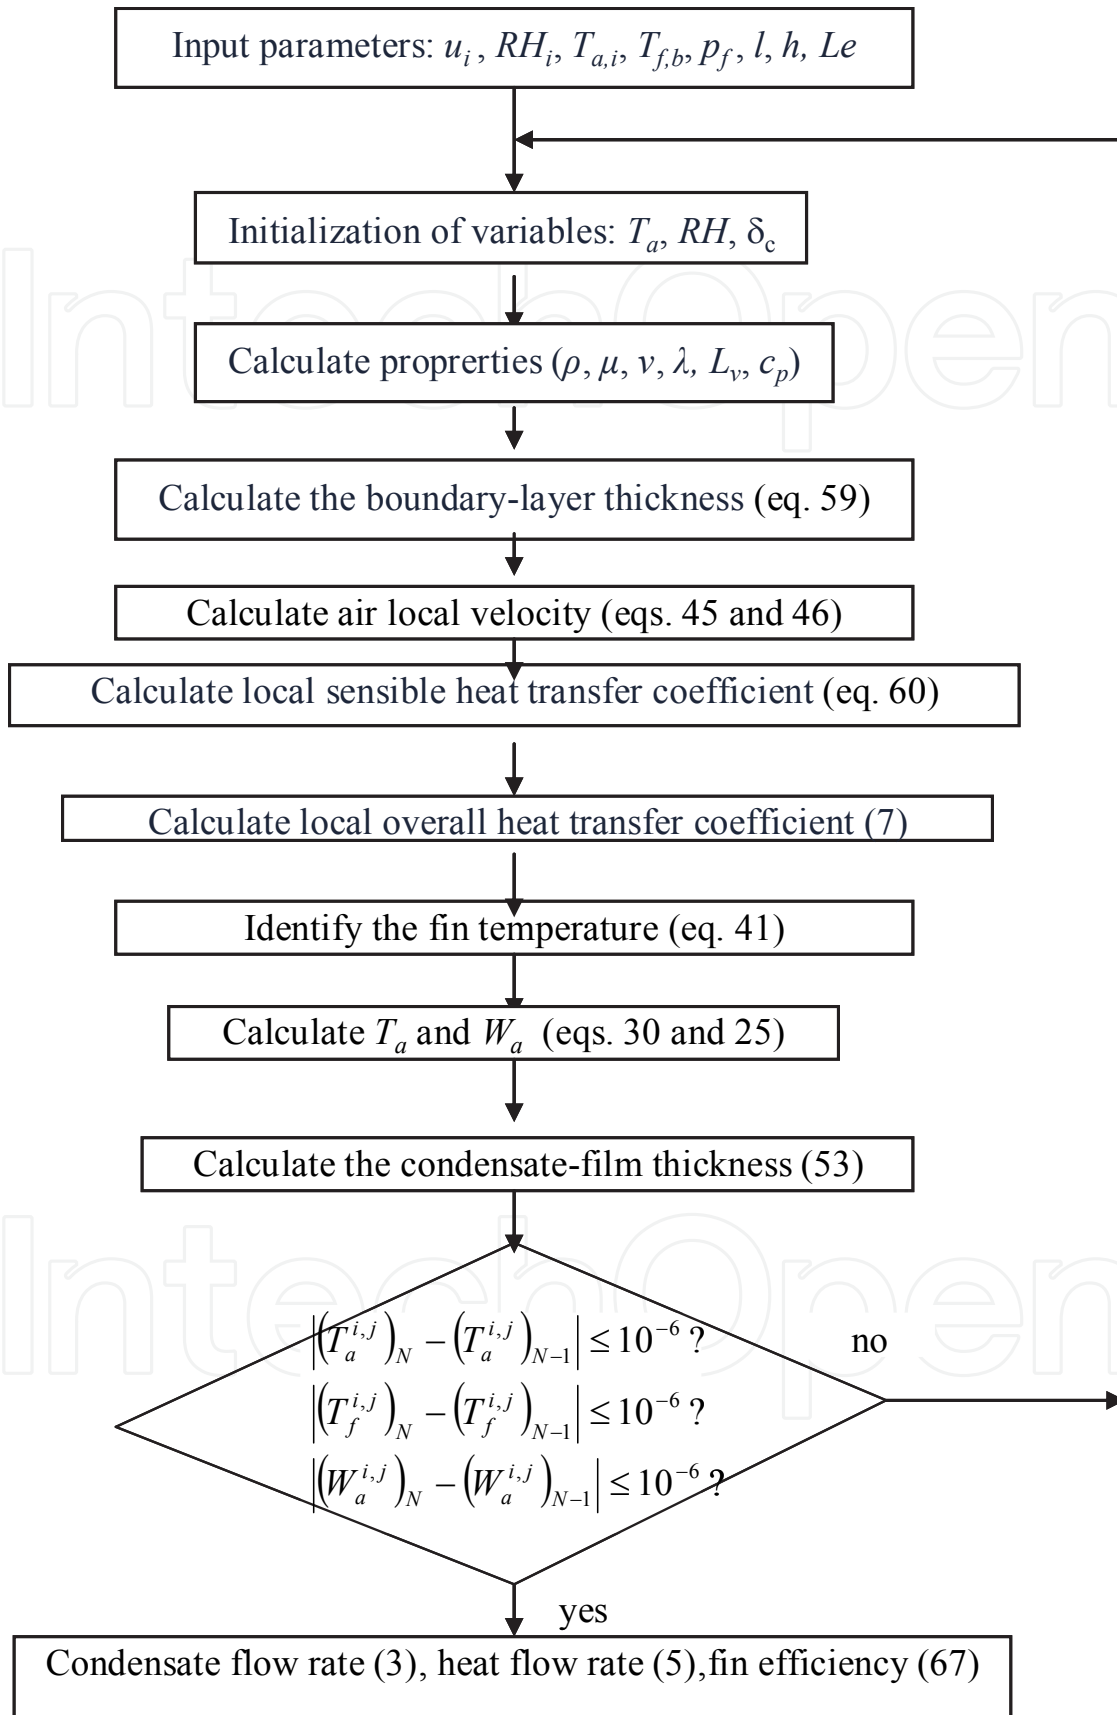 Input parameters: u_i, RH_i, T_{a,i}, T_{f,b}, p_f, l, h, Le
Initialization of variables: T_a, RH, δ_c
IntechOpen
Calculate proprerties (ρ, μ, ν, λ, L_v, c_p)
Calculate the boundary-layer thickness (eq. 59)
Calculate air local velocity (eqs. 45 and 46)
Calculate local sensible heat transfer coefficient (eq. 60)
Calculate local overall heat transfer coefficient (7)
Identify the fin temperature (eq. 41)
Calculate T_a and W_a (eqs. 30 and 25)
Calculate the condensate-film thickness (53)
IntechOpen
|(T_a^{i,j})_N − (T_a^{i,j})_{N−1}| ≤ 10^{−6} ?
no
|(T_f^{i,j})_N − (T_f^{i,j})_{N−1}| ≤ 10^{−6} ?
|(W_a^{i,j})_N − (W_a^{i,j})_{N−1}| ≤ 10^{−6} ?
yes
Condensate flow rate (3), heat flow rate (5),fin efficiency (67)